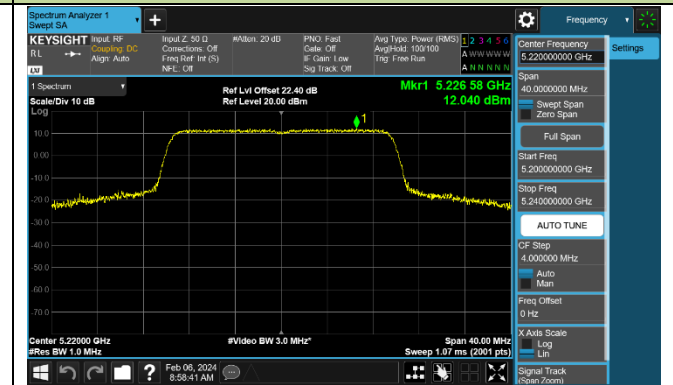 Spectrum Analyzer 1
Swept SA
Frequency
KEYSIGHT
RL
LXI
Input: RF
Coupling: DC
Align: Auto
Input Z: 50 Ω
Corrections: Off
Freq Ref: Int (S)
NFE: Off
#Atten: 20 dB
PNO: Fast
Gate: Off
IF Gain: Low
Sig Track: Off
Avg Type: Power (RMS)
Avg|Hold: 100/100
Trig: Free Run
1 2 3 4 5 6
A W W W W W
A N N N N N
Center Frequency
5.220000000 GHz
Settings
Span
40.0000000 MHz
Swept Span
Zero Span
Full Span
Start Freq
5.200000000 GHz
Stop Freq
5.240000000 GHz
AUTO TUNE
CF Step
4.000000 MHz
Auto
Man
Freq Offset
0 Hz
X Axis Scale
Log
Lin
Signal Track
(Span Zoom)
1 Spectrum
Scale/Div 10 dB
Log
Ref Lvl Offset 22.40 dB
Ref Level 20.00 dBm
Mkr1 5.226 58 GHz
12.040 dBm
1
10.0
0.00
-10.0
-20.0
-30.0
-40.0
-50.0
-60.0
-70.0
Center 5.22000 GHz
#Res BW 1.0 MHz
#Video BW 3.0 MHz*
Span 40.00 MHz
Sweep 1.07 ms (2001 pts)
Feb 06, 2024
8:58:41 AM